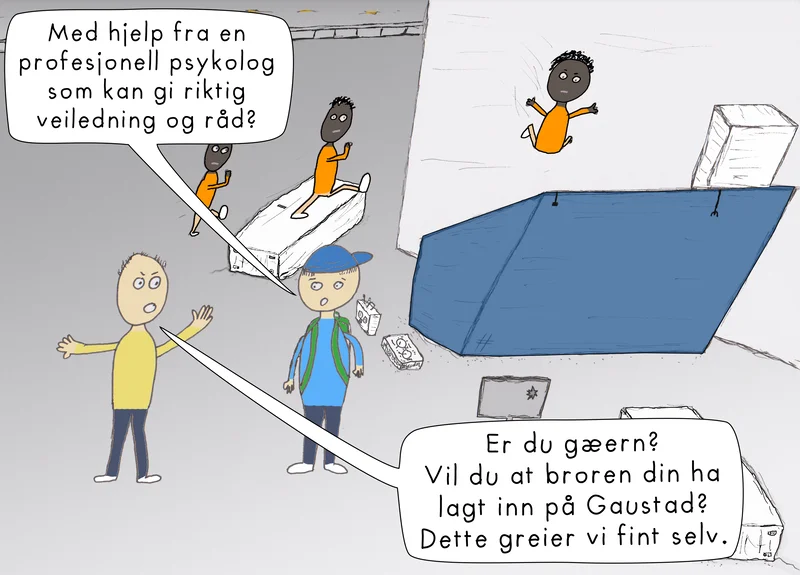 Med hjelp fra en
profesjonell psykolog
som kan gi riktig
veiledning og råd?
Er du gæern?
Vil du at broren din ha
lagt inn på Gaustad?
Dette greier vi fint selv.